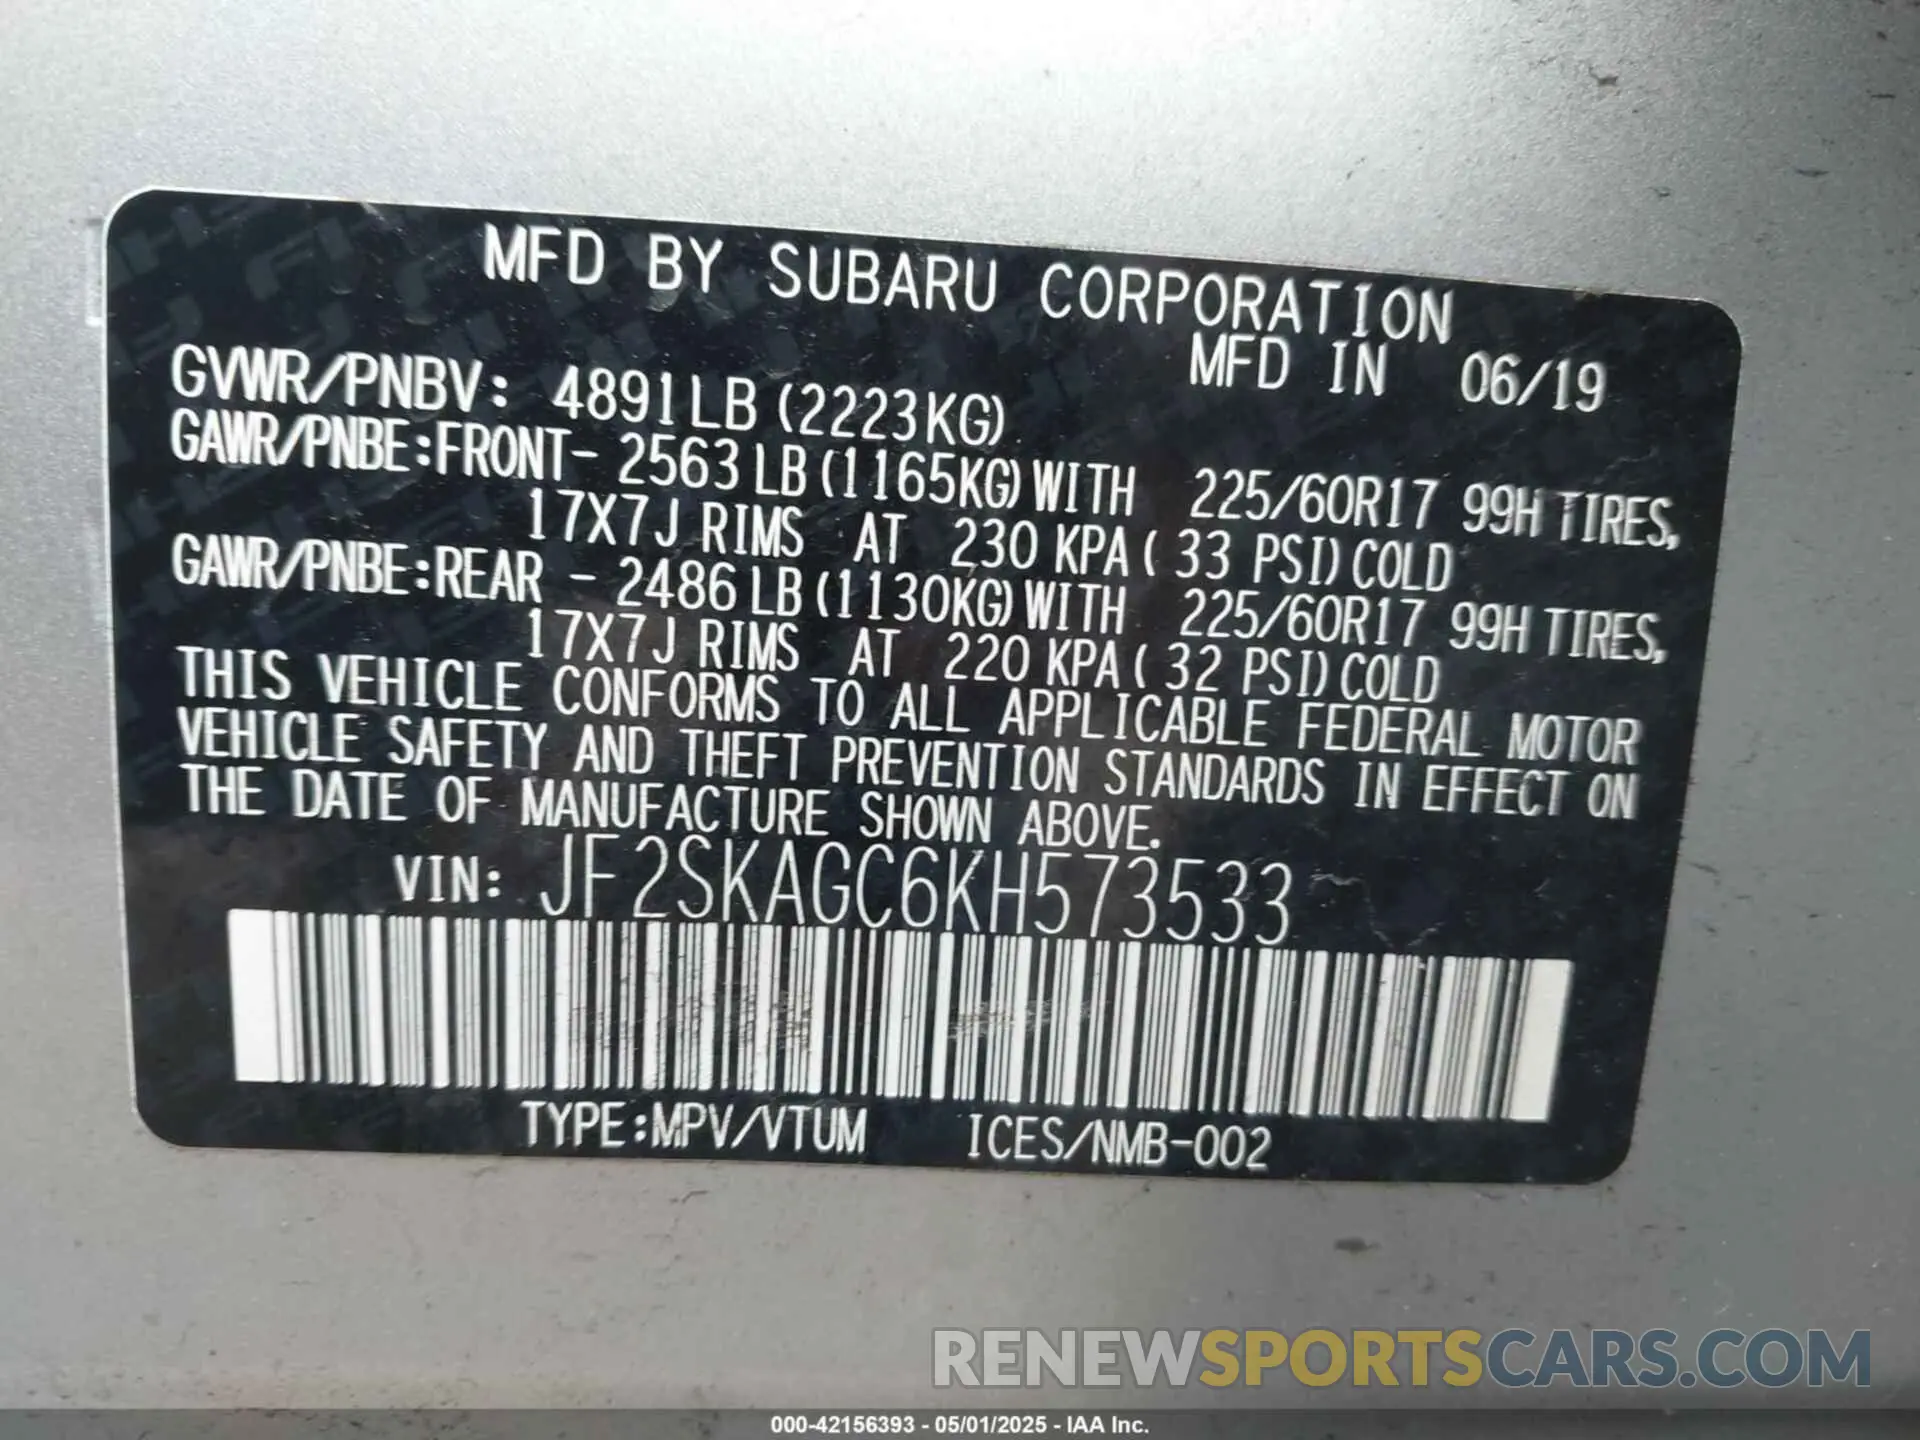 MFD BY SUBARU CORPORATION
MFD IN 06/19
GVWR/PNBV: 4891LB (2223KG)
GAWR/PNBE:FRONT- 2563 LB (1165KG) WITH 225/60R17 99H TIRES,
17X7J RIMS AT 230 KPA ( 33 PSI) COLD
GAWR/PNBE:REAR - 2486 LB (1130KG) WITH 225/60R17 99H TIRES,
17X7J RIMS AT 220 KPA ( 32 PSI) COLD
THIS VEHICLE CONFORMS TO ALL APPLICABLE FEDERAL MOTOR
VEHICLE SAFETY AND THEFT PREVENTION STANDARDS IN EFFECT ON
THE DATE OF MANUFACTURE SHOWN ABOVE.
VIN: JF2SKAGC6KH573533
TYPE:MPV/VTUM ICES/NMB-002
RENEWSPORTSCARS.COM
000-42156393 - 05/01/2025 - IAA Inc.